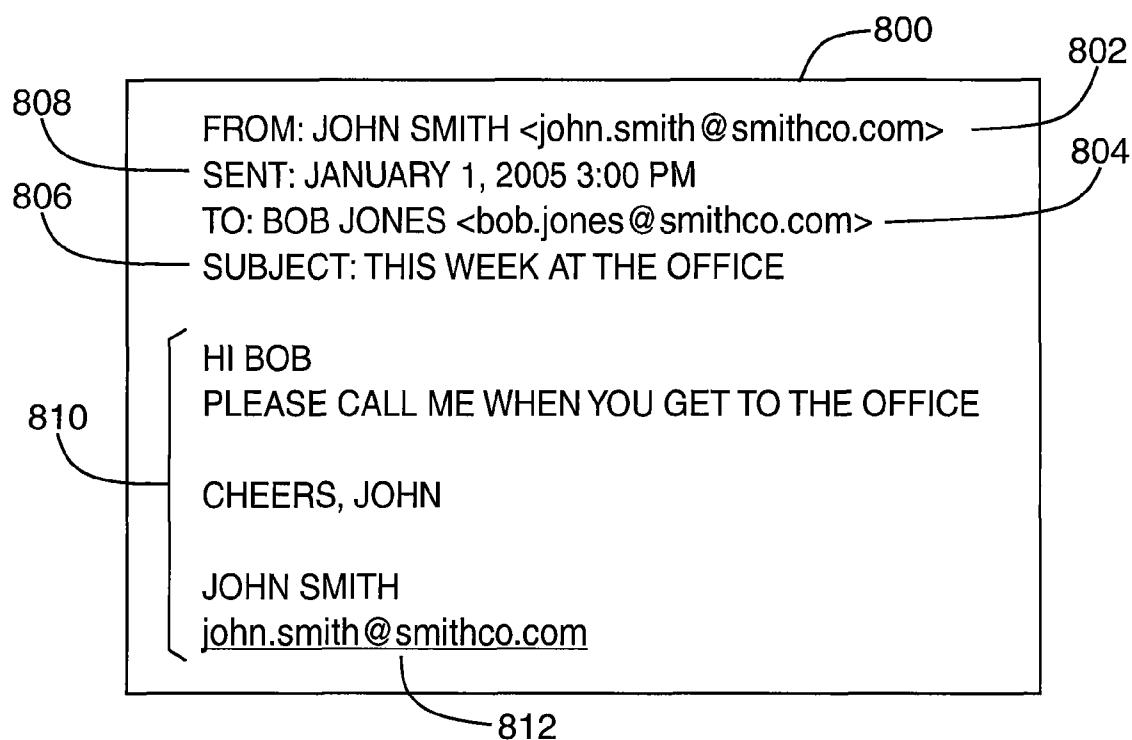 800
802
FROM: JOHN SMITH <john.smith@smithco.com>
808
SENT: JANUARY 1, 2005 3:00 PM
804
TO: BOB JONES <bob.jones@smithco.com>
806
SUBJECT: THIS WEEK AT THE OFFICE
HI BOB
PLEASE CALL ME WHEN YOU GET TO THE OFFICE
810
CHEERS, JOHN
JOHN SMITH
john.smith@smithco.com
812